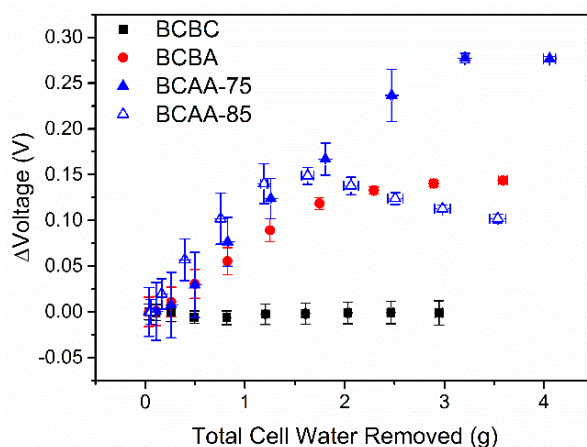 0.30
0.25
0.20
0.15
0.10
0.05
0.00
-0.05
ΔVoltage (V)
BCBC
BCBA
BCAA-75
BCAA-85
0
1
2
3
4
Total Cell Water Removed (g)